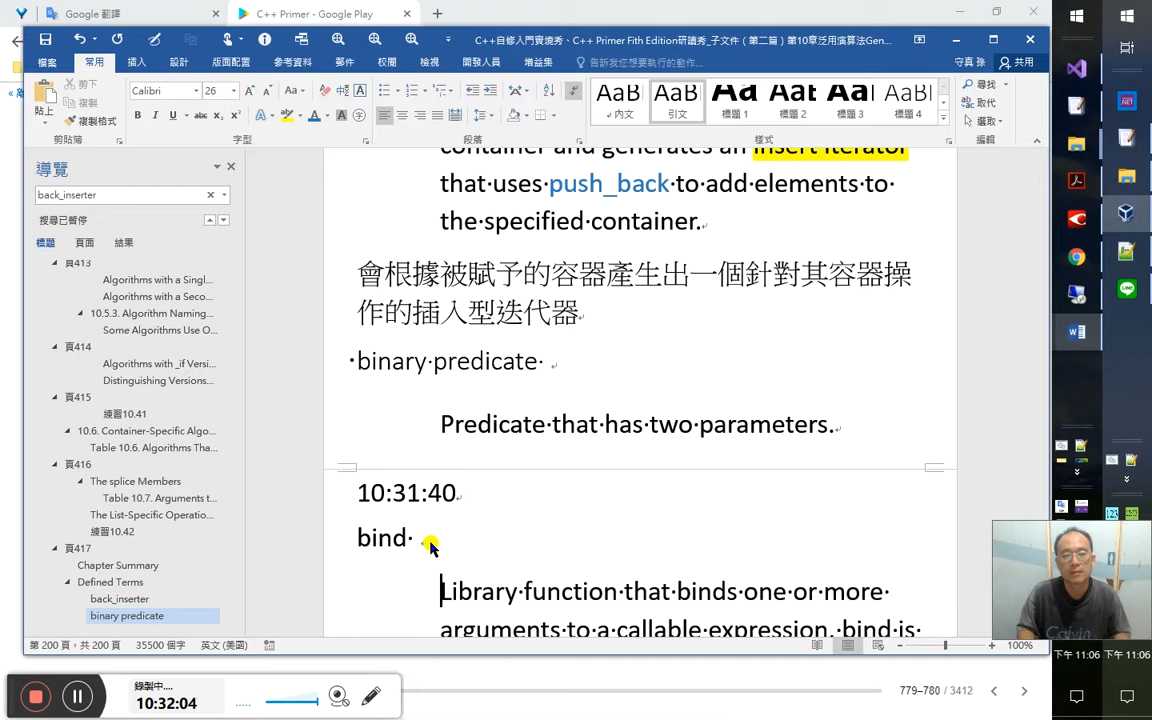 Google 翻譯
C++ Primer - Google Play
C++自修入門實境秀、C++ Primer Fith Edition研讀秀_子文件（第二篇）第10章泛用演算法Gen...
檔案 常用 插入 設計 版面配置 參考資料 郵件 校閱 檢視 開發人員 增益集 告訴我您想要執行的動作... 守真 孫 共用
貼上 剪下 複製 複製格式
Calibri 26
AaBb 內文 引文 標題 1 標題 2 標題 3 標題 4
尋找 取代 選取
剪貼簿 字型 段落 樣式 編輯
導覽
back_inserter
搜尋已暫停
標題 頁面 結果
頁413
Algorithms with a Singl...
Algorithms with a Seco...
10.5.3. Algorithm Naming...
Some Algorithms Use O...
頁414
Algorithms with _if Versi...
Distinguishing Versions...
頁415
練習10.41
10.6. Container-Specific Algo...
Table 10.6. Algorithms Tha...
頁416
The splice Members
Table 10.7. Arguments t...
The List-Specific Operatio...
練習10.42
頁417
Chapter Summary
Defined Terms
back_inserter
binary predicate
container and generates an insert iterator
that uses push_back to add elements to
the specified container.
會根據被賦予的容器產生出一個針對其容器操
作的插入型迭代器
binary predicate
Predicate that has two parameters.
10:31:40
bind
Library function that binds one or more
arguments to a callable expression. bind is
第 200 頁，共 200 頁 35500 個字 英文 (美國) 100%
錄製中....
10:32:04
779–780 / 3412
下午 11:06 下午 11:06